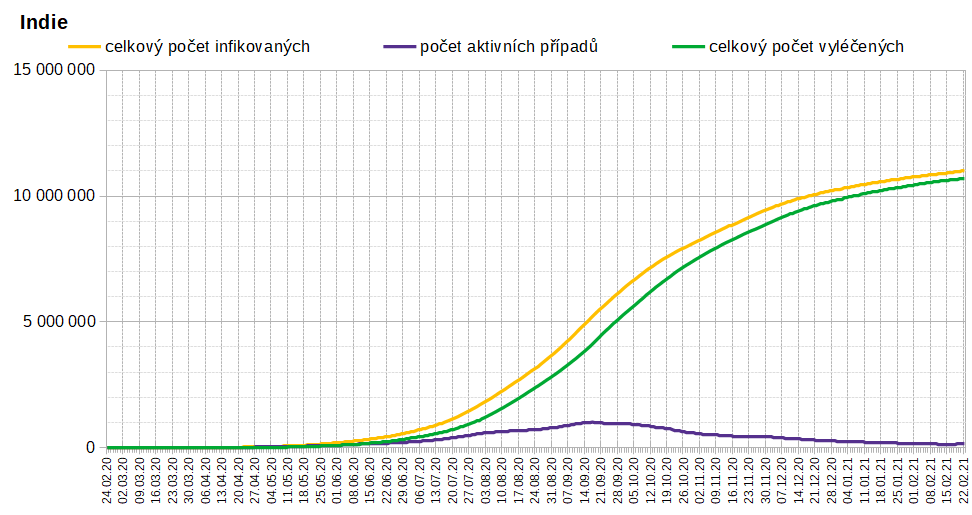 Indie
celkový počet infikovaných počet aktivních případů celkový počet vyléčených
15 000 000
10 000 000
5 000 000
0
24.02.20 02.03.20 09.03.20 16.03.20 23.03.20 30.03.20 06.04.20 13.04.20 20.04.20 27.04.20 04.05.20 11.05.20 18.05.20 25.05.20 01.06.20 08.06.20 15.06.20 22.06.20 29.06.20 06.07.20 13.07.20 20.07.20 27.07.20 03.08.20 10.08.20 17.08.20 24.08.20 31.08.20 07.09.20 14.09.20 21.09.20 28.09.20 05.10.20 12.10.20 19.10.20 26.10.20 02.11.20 09.11.20 16.11.20 23.11.20 30.11.20 07.12.20 14.12.20 21.12.20 28.12.20 04.01.21 11.01.21 18.01.21 25.01.21 01.02.21 08.02.21 15.02.21 22.02.21